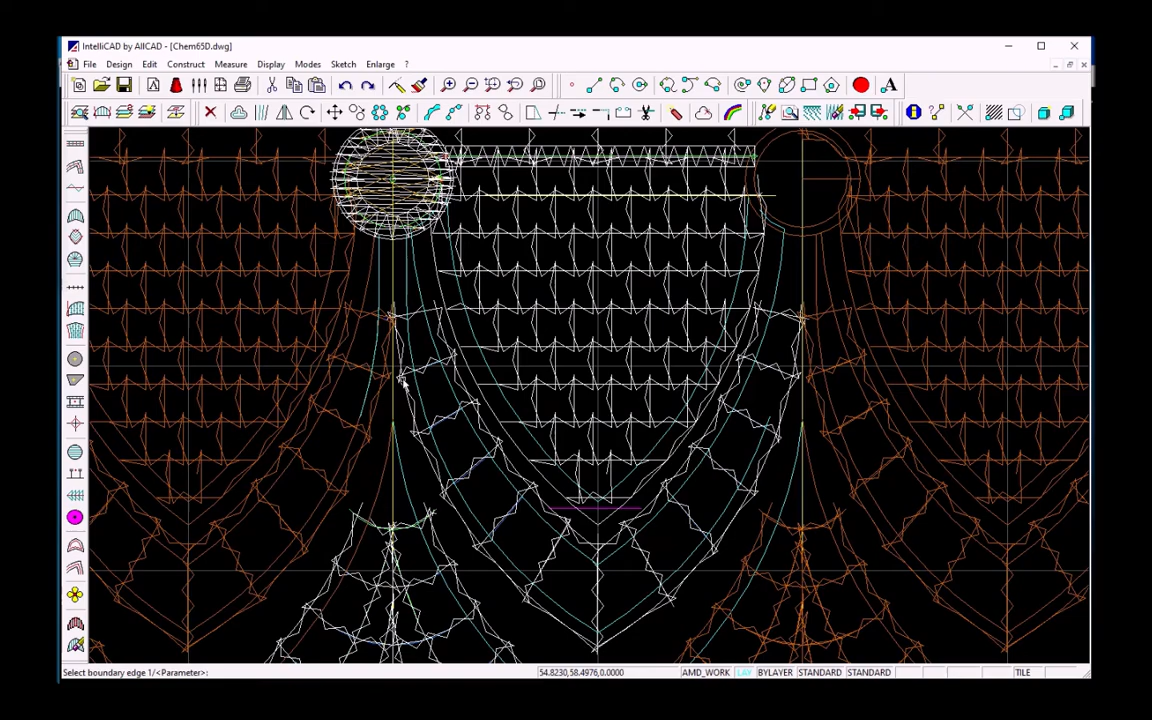 IntelliCAD by AllCAD - [Chem65D.dwg]
File Design Edit Construct Measure Display Modes Sketch Enlarge ?
Select boundary edge 1/<Parameter>: 54.8230,58.4976,0.0000 AMD_WORK LAY BYLAYER STANDARD STANDARD TILE